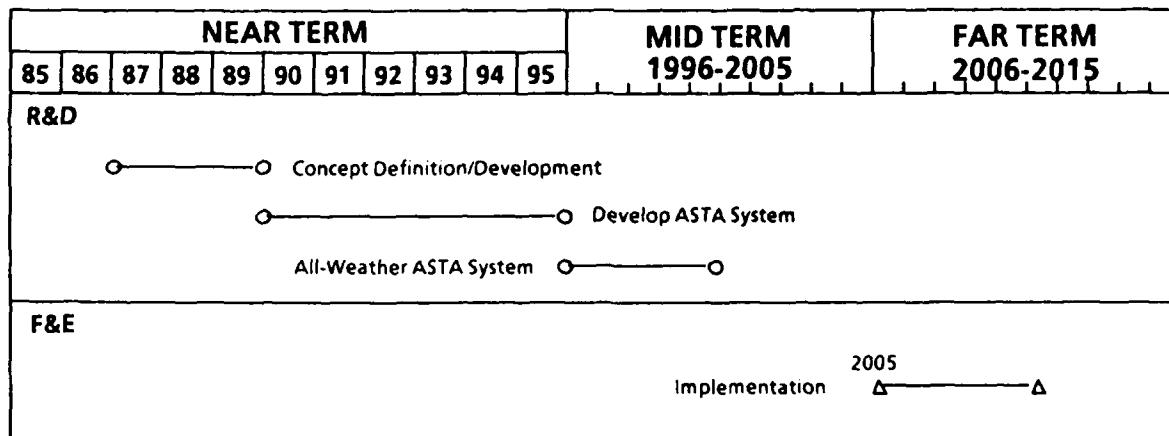 NEAR TERM
MID TERM
1996-2005
FAR TERM
2006-2015
85 86 87 88 89 90 91 92 93 94 95
R&D
Concept Definition/Development
Develop ASTA System
All-Weather ASTA System
F&E
2005
Implementation